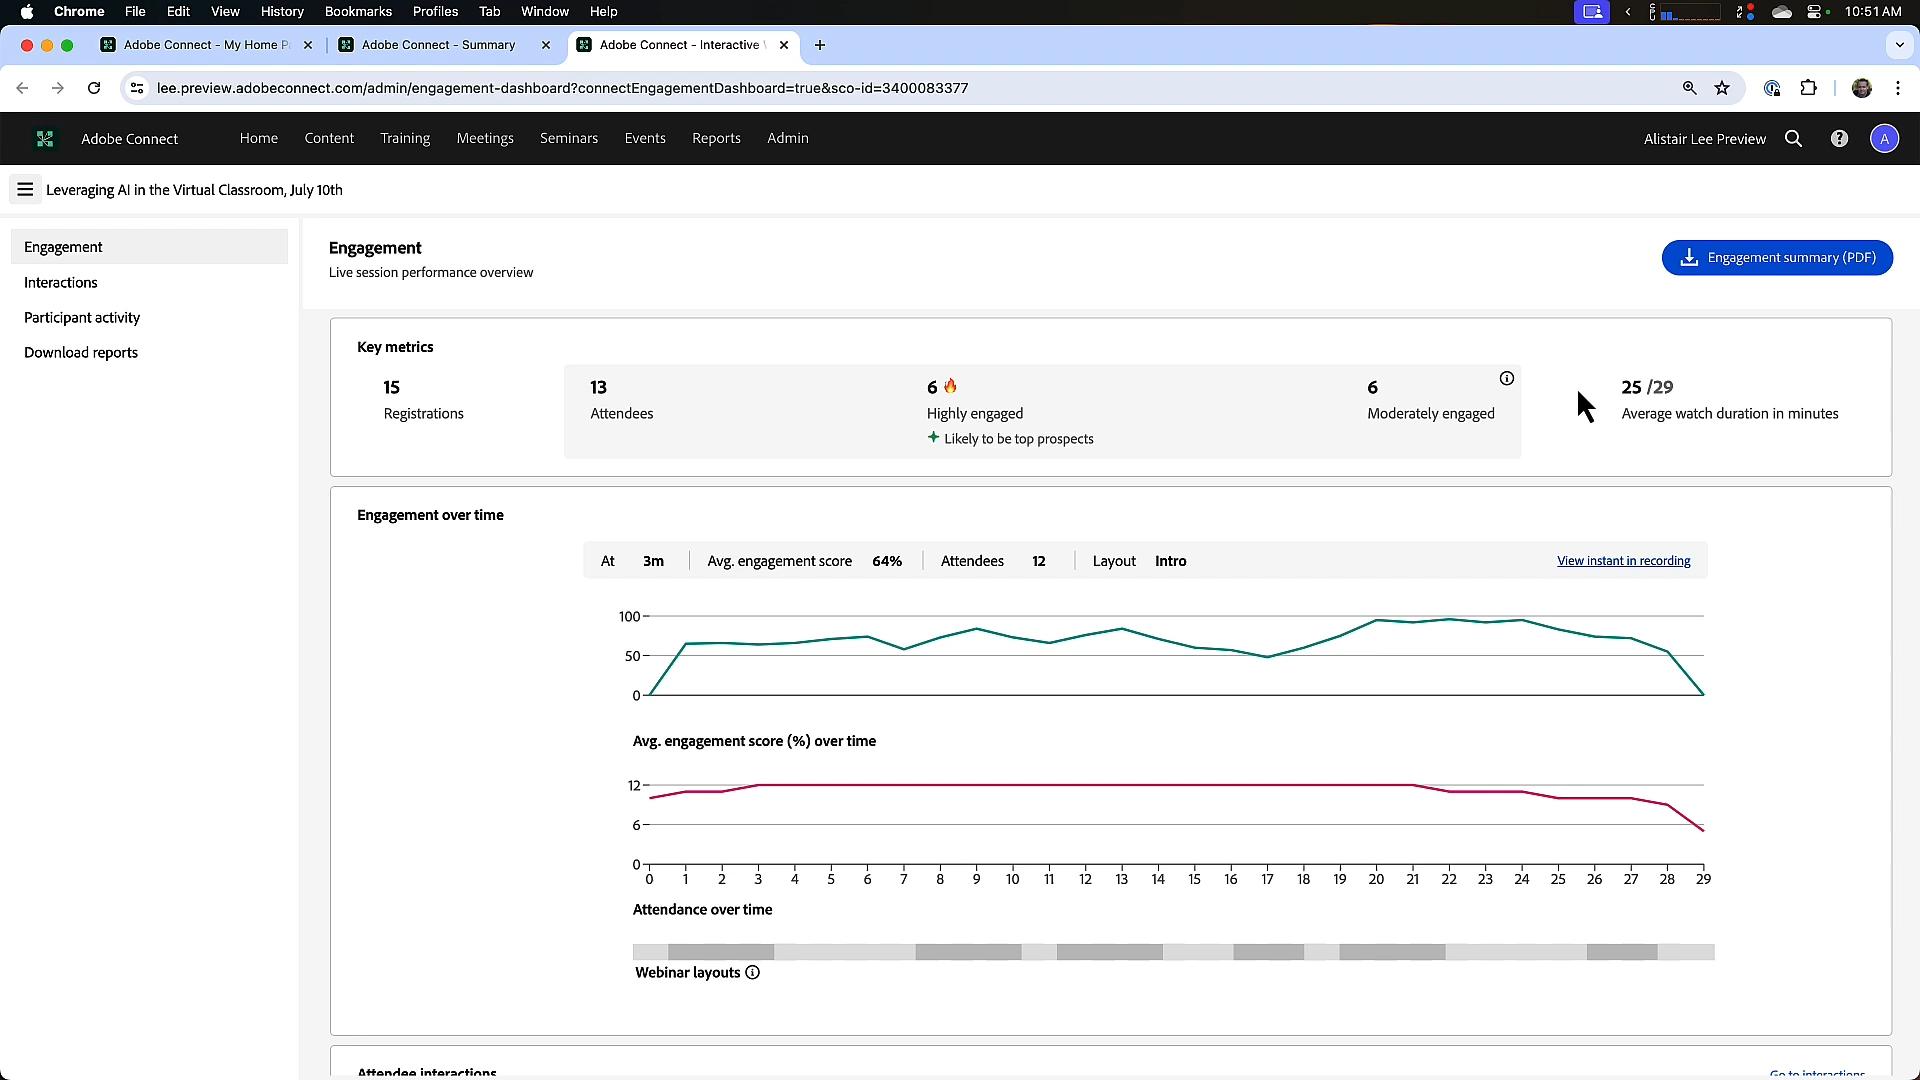 Chrome File Edit View History Bookmarks Profiles Tab Window Help 10:51 AM
Adobe Connect - My Home P Adobe Connect - Summary Adobe Connect - Interactive
lee.preview.adobeconnect.com/admin/engagement-dashboard?connectEngagementDashboard=true&sco-id=3400083377
Adobe Connect Home Content Training Meetings Seminars Events Reports Admin Alistair Lee Preview A
Leveraging AI in the Virtual Classroom, July 10th
Engagement
Interactions
Participant activity
Download reports
Engagement
Live session performance overview
Engagement summary (PDF)
Key metrics
15
Registrations
13
Attendees
6
Highly engaged
Likely to be top prospects
6
Moderately engaged
25 /29
Average watch duration in minutes
Engagement over time
At 3m Avg. engagement score 64% Attendees 12 Layout Intro View instant in recording
100
50
0
Avg. engagement score (%) over time
12
6
0
0 1 2 3 4 5 6 7 8 9 10 11 12 13 14 15 16 17 18 19 20 21 22 23 24 25 26 27 28 29
Attendance over time
Webinar layouts
Attendee interactions Go to interactions